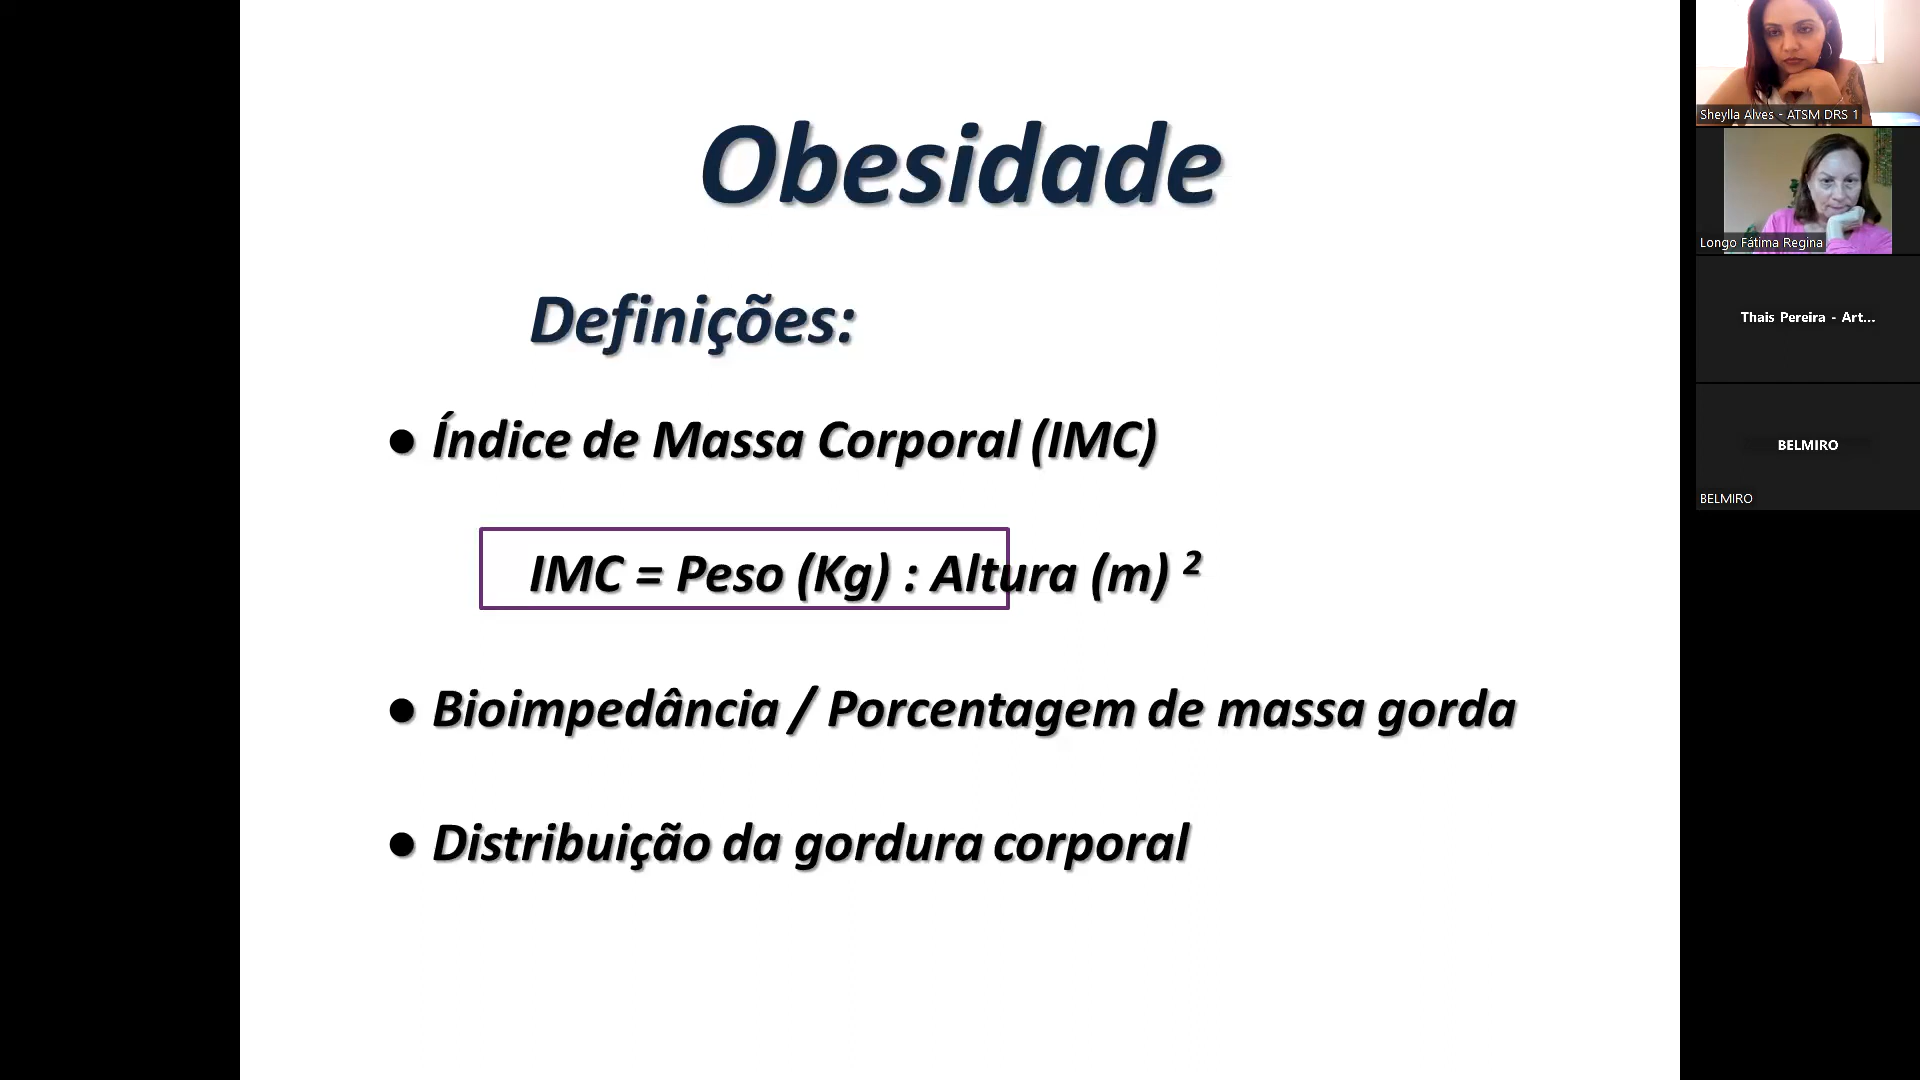 Obesidade
Definições:
● Índice de Massa Corporal (IMC)
IMC = Peso (Kg) : Altura (m) ²
● Bioimpedância / Porcentagem de massa gorda
● Distribuição da gordura corporal
Sheylla Alves - ATSM DRS 1
Longo Fátima Regina
Thais Pereira - Art...
BELMIRO
BELMIRO